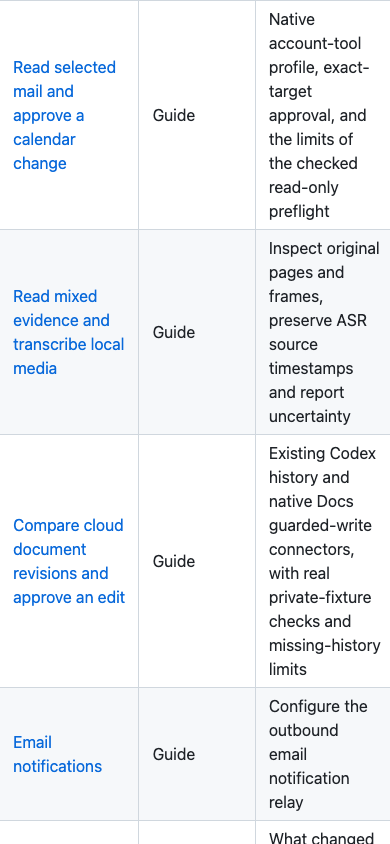 Read selected
mail and
approve a
calendar
change
Guide
Native
account-tool
profile, exact-
target
approval, and
the limits of
the checked
read-only
preflight
Read mixed
evidence and
transcribe local
media
Guide
Inspect original
pages and
frames,
preserve ASR
source
timestamps
and report
uncertainty
Compare cloud
document
revisions and
approve an edit
Guide
Existing Codex
history and
native Docs
guarded-write
connectors,
with real
private-fixture
checks and
missing-history
limits
Email
notifications
Guide
Configure the
outbound
email
notification
relay
What changed